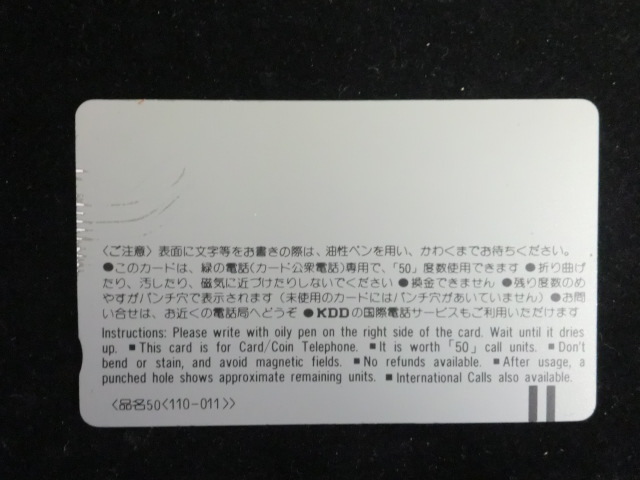 〈ご注意〉表面に文字等をお書きの際は、油性ペンを用い、かわくまでお待ちください。
●このカードは、緑の電話(カード公衆電話)専用で、「50」度数使用できます ●折り曲げ
たり、汚したり、磁気に近づけたりしないでください ●換金できません ●残り度数のめ
やすがパンチ穴で表示されます（未使用のカードにはパンチ穴があいていません）●お問
い合せは、お近くの電話局へどうぞ ●KDDの国際電話サービスもご利用いただけます
Instructions: Please write with oily pen on the right side of the card. Wait until it dries
up. ■This card is for Card/Coin Telephone. ■It is worth「50」call units. ■Don't
bend or stain, and avoid magnetic fields. ■No refunds available. ■After usage, a
punched hole shows approximate remaining units. ■International Calls also available.
〈品名50〈110-011〉〉